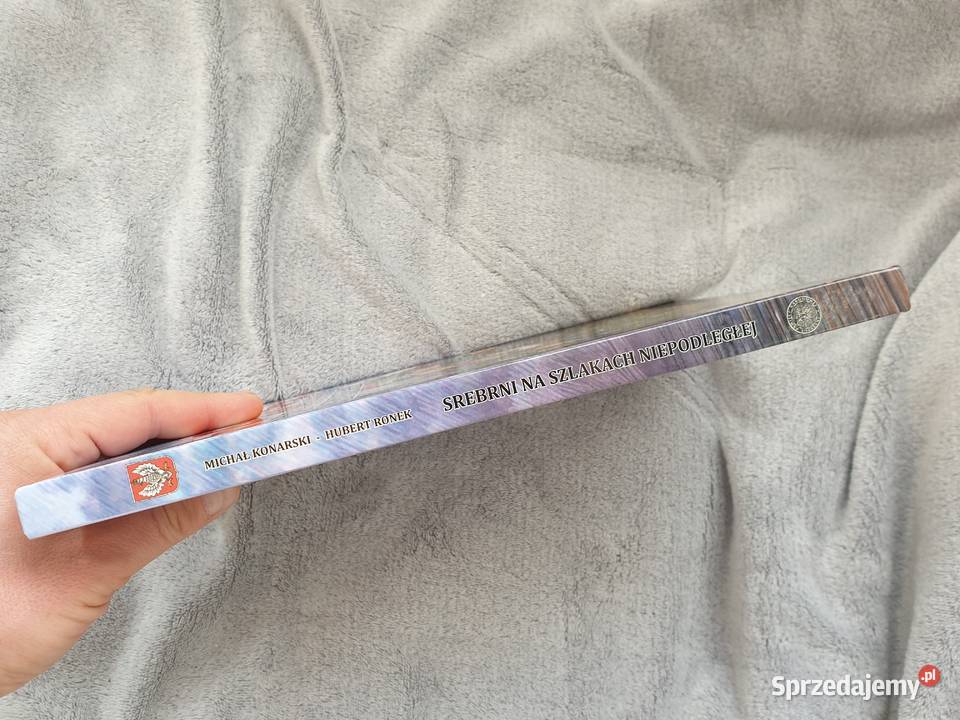 MICHAŁ KONARSKI - HUBERT RONEK
SREBRNI NA SZLAKACH NIEPODLEGŁEJ
Sprzedajemy.pl